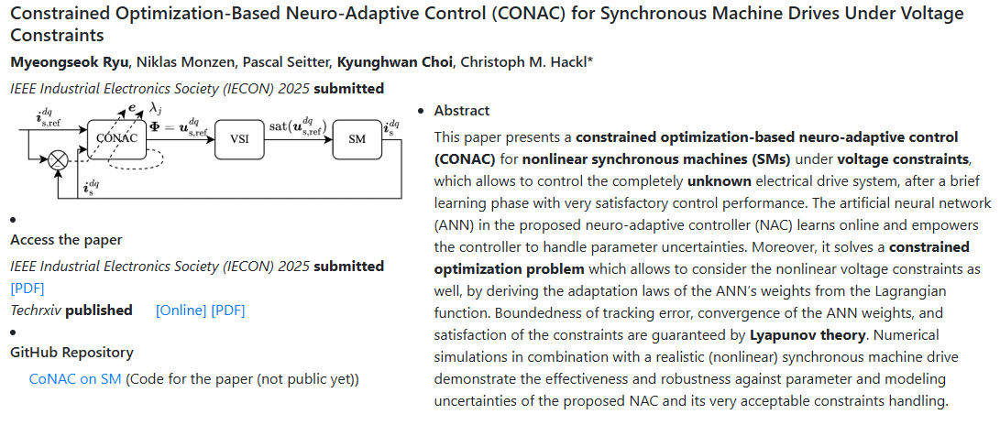 Constrained Optimization-Based Neuro-Adaptive Control (CONAC) for Synchronous Machine Drives Under Voltage
Constraints
Myeongseok Ryu, Niklas Monzen, Pascal Seitter, Kyunghwan Choi, Christoph M. Hackl*
IEEE Industrial Electronics Society (IECON) 2025 submitted
i^{dq}_{s,ref}
e, λ_j
CONAC
Φ = u^{dq}_{s,ref}
VSI
sat(u^{dq}_{s,ref})
SM
i^{dq}_s
i^{dq}_s
•
Access the paper
IEEE Industrial Electronics Society (IECON) 2025 submitted
[PDF]
Techrxiv published [Online] [PDF]
•
GitHub Repository
CoNAC on SM (Code for the paper (not public yet))
• Abstract
This paper presents a constrained optimization-based neuro-adaptive control
(CONAC) for nonlinear synchronous machines (SMs) under voltage constraints,
which allows to control the completely unknown electrical drive system, after a brief
learning phase with very satisfactory control performance. The artificial neural network
(ANN) in the proposed neuro-adaptive controller (NAC) learns online and empowers
the controller to handle parameter uncertainties. Moreover, it solves a constrained
optimization problem which allows to consider the nonlinear voltage constraints as
well, by deriving the adaptation laws of the ANN’s weights from the Lagrangian
function. Boundedness of tracking error, convergence of the ANN weights, and
satisfaction of the constraints are guaranteed by Lyapunov theory. Numerical
simulations in combination with a realistic (nonlinear) synchronous machine drive
demonstrate the effectiveness and robustness against parameter and modeling
uncertainties of the proposed NAC and its very acceptable constraints handling.